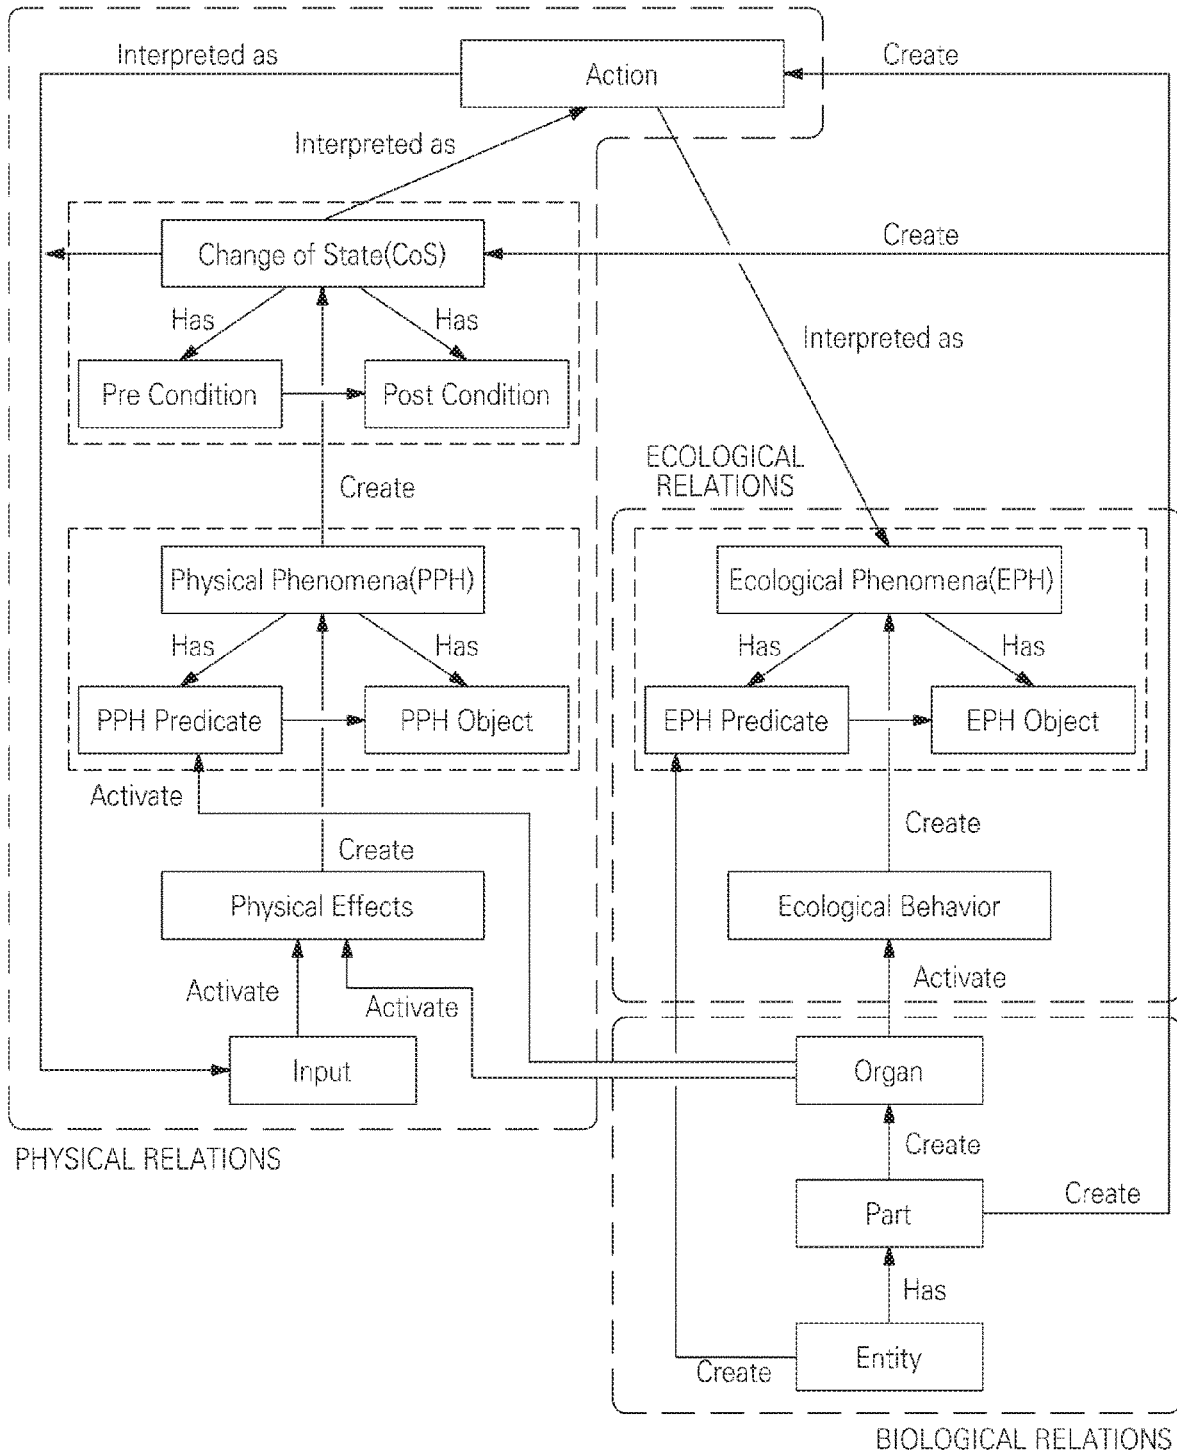 Interpreted as
Action
Create
Interpreted as
Change of State(CoS)
Create
Has
Has
Interpreted as
Pre Condition
Post Condition
ECOLOGICAL
RELATIONS
Create
Physical Phenomena(PPH)
Ecological Phenomena(EPH)
Has
Has
Has
Has
PPH Predicate
PPH Object
EPH Predicate
EPH Object
Activate
Create
Create
Physical Effects
Ecological Behavior
Activate
Activate
Activate
Input
Organ
PHYSICAL RELATIONS
Create
Create
Part
Has
Entity
Create
BIOLOGICAL RELATIONS